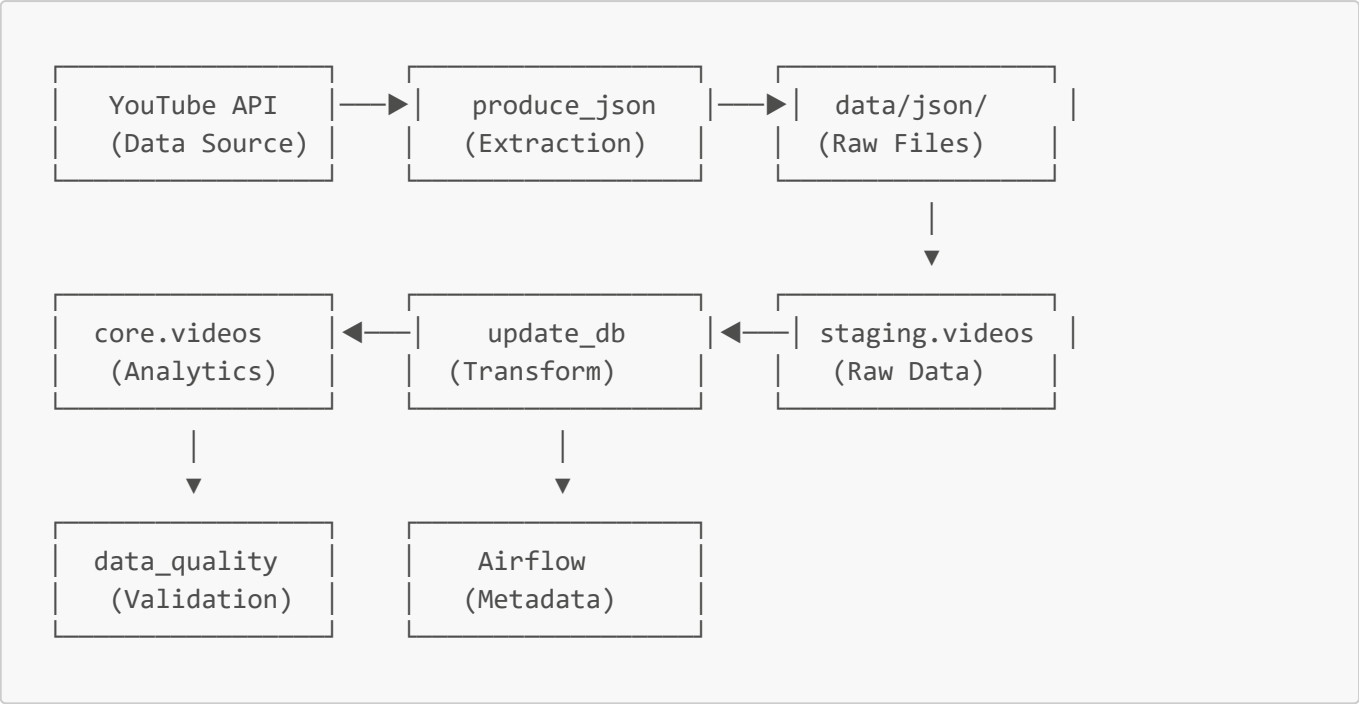 YouTube API produce_json data/json/
(Data Source) (Extraction) (Raw Files)
core.videos update_db staging.videos
(Analytics) (Transform) (Raw Data)
data_quality Airflow
(Validation) (Metadata)